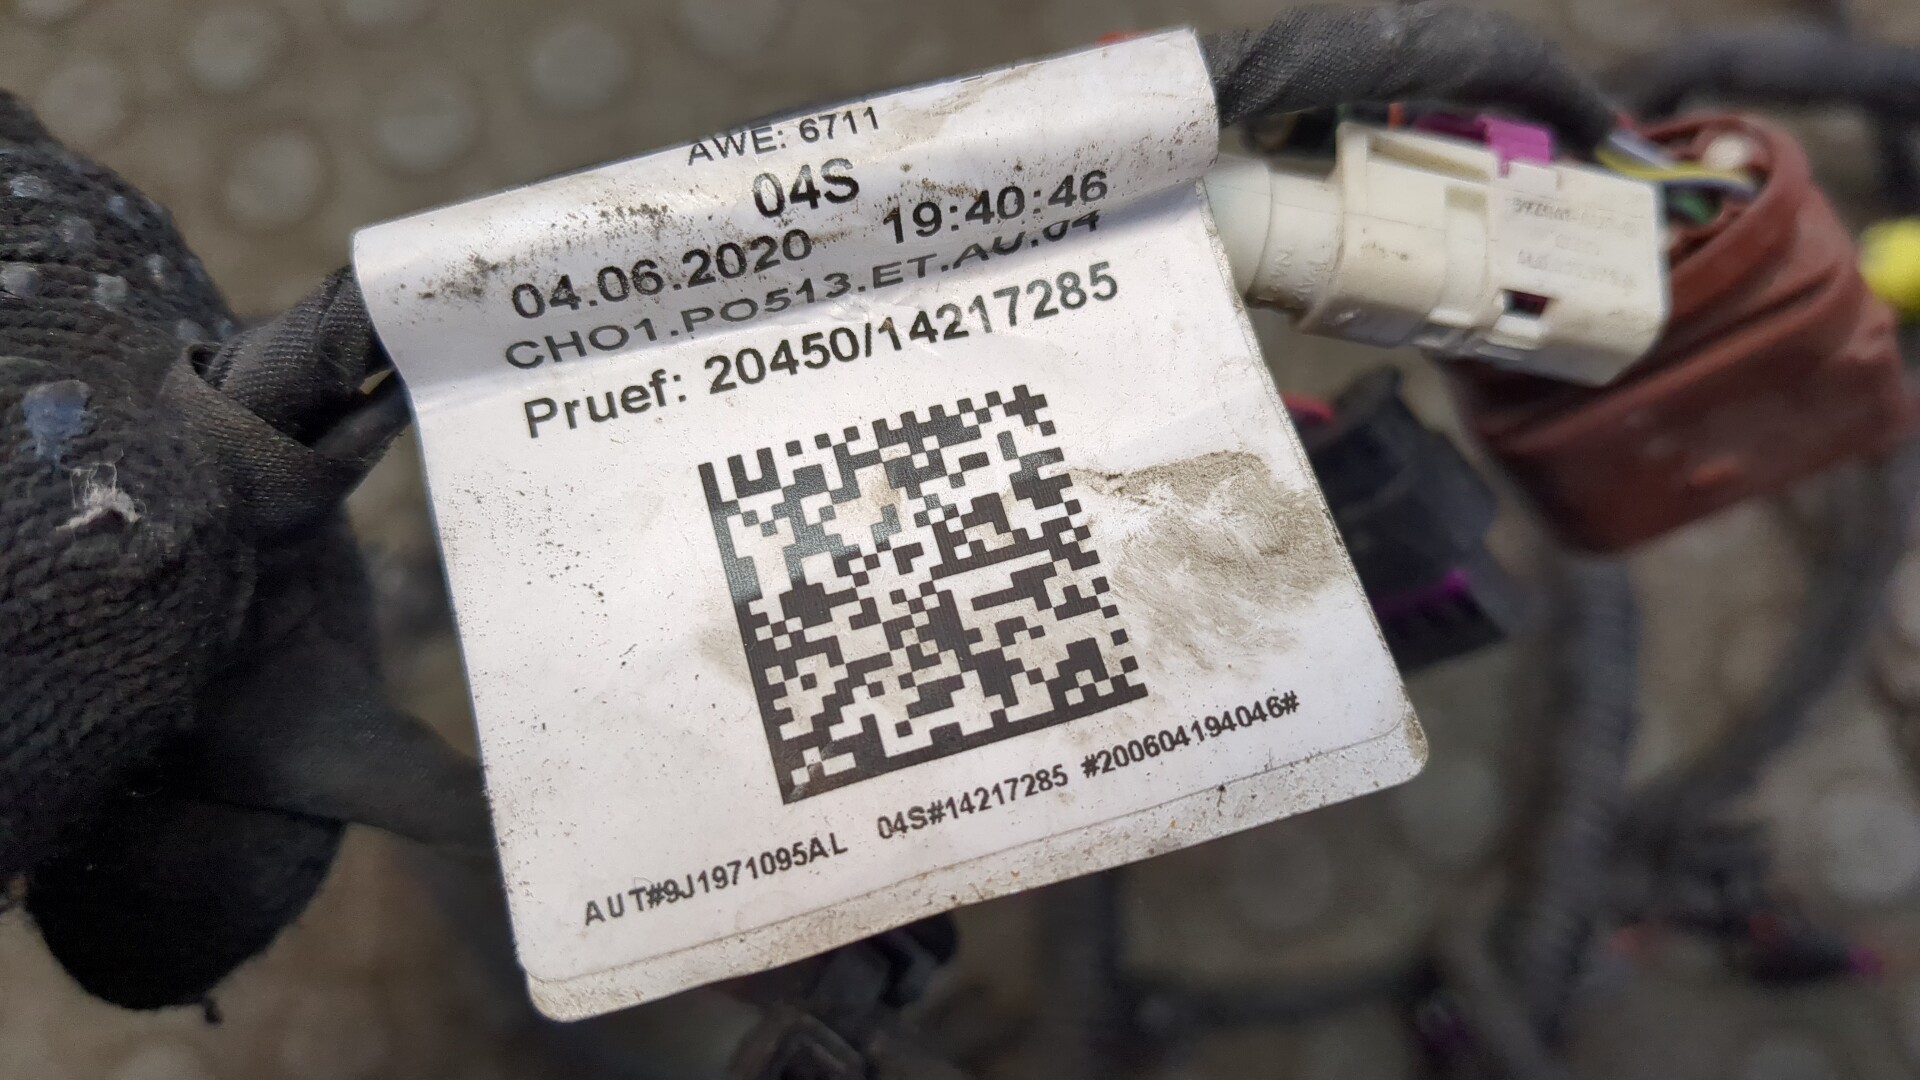 AWE: 6711
04S
04.06.2020 19:40:46
CHO1.PO513.ET.AU.04
Pruef: 20450/14217285
AUT#9J1971095AL 04S#14217285 #200604194046#